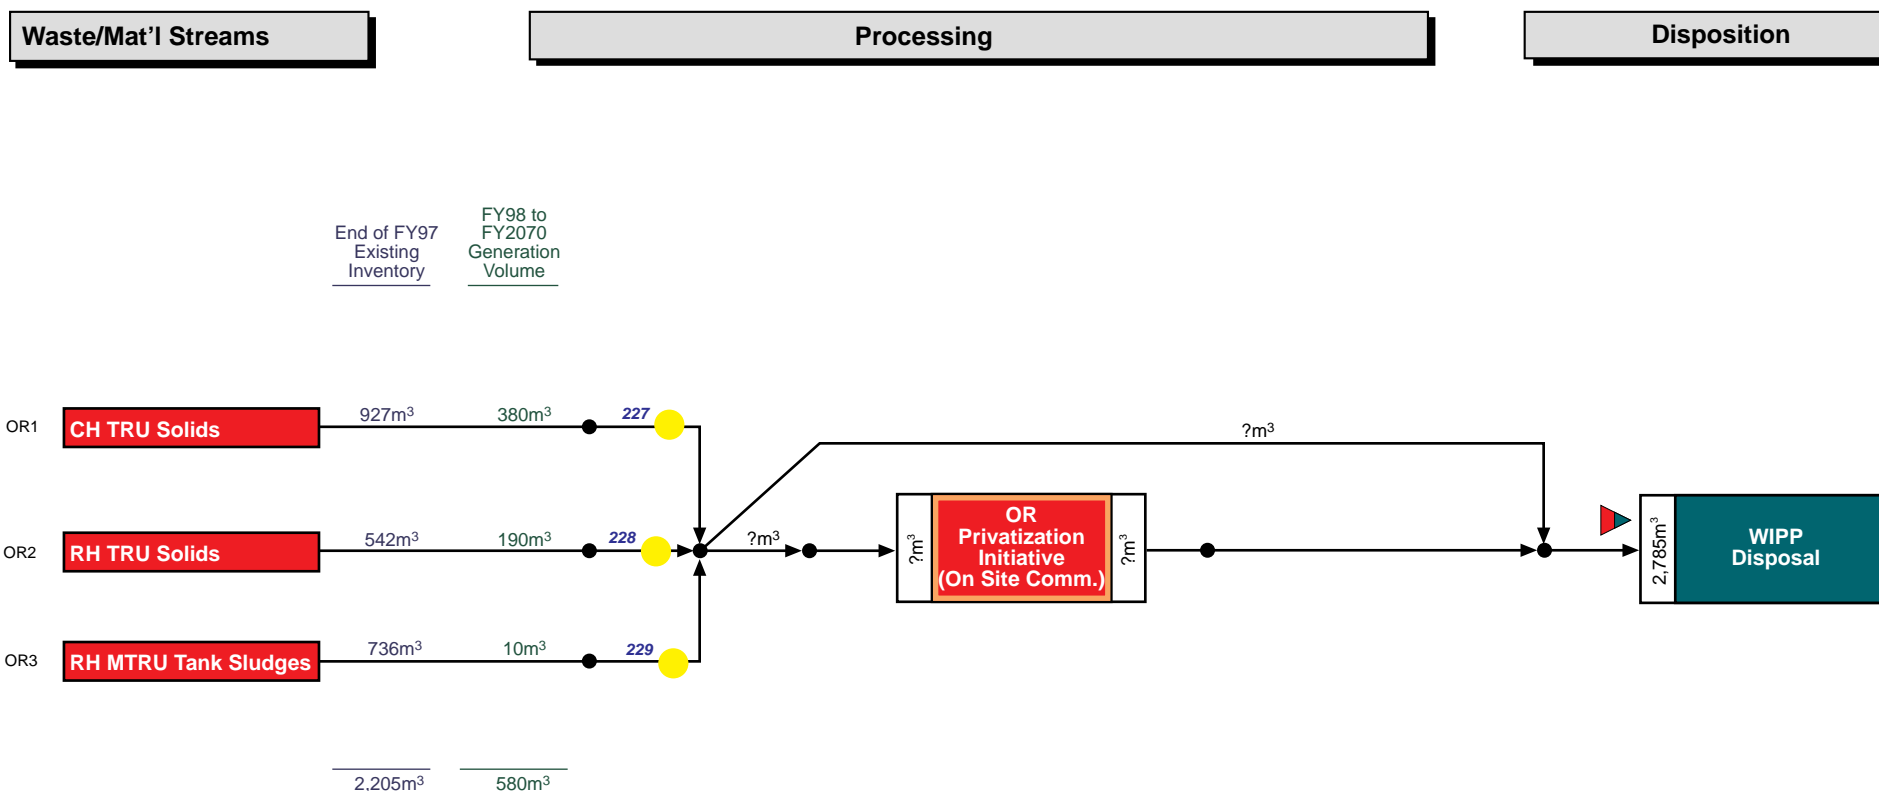 Waste/Mat'l Streams
Processing
Disposition
End of FY97
Existing
Inventory
FY98 to
FY2070
Generation
Volume
OR1
CH TRU Solids
927m³
380m³
227
?m³
OR2
RH TRU Solids
542m³
190m³
228
?m³
?m³
OR
Privatization
Initiative
(On Site Comm.)
?m³
2,785m³
WIPP
Disposal
OR3
RH MTRU Tank Sludges
736m³
10m³
229
2,205m³
580m³